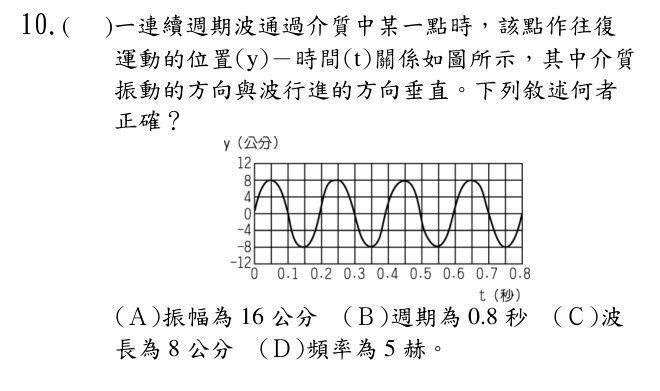 10.(　)一連續週期波通過介質中某一點時，該點作往復
運動的位置(y)－時間(t)關係如圖所示，其中介質
振動的方向與波行進的方向垂直。下列敘述何者
正確？
y（公分）
12
8
4
0
-4
-8
-12
0 0.1 0.2 0.3 0.4 0.5 0.6 0.7 0.8
t（秒）
（A)振幅為 16 公分 （B)週期為 0.8 秒 （C)波
長為 8 公分 （D)頻率為 5 赫。